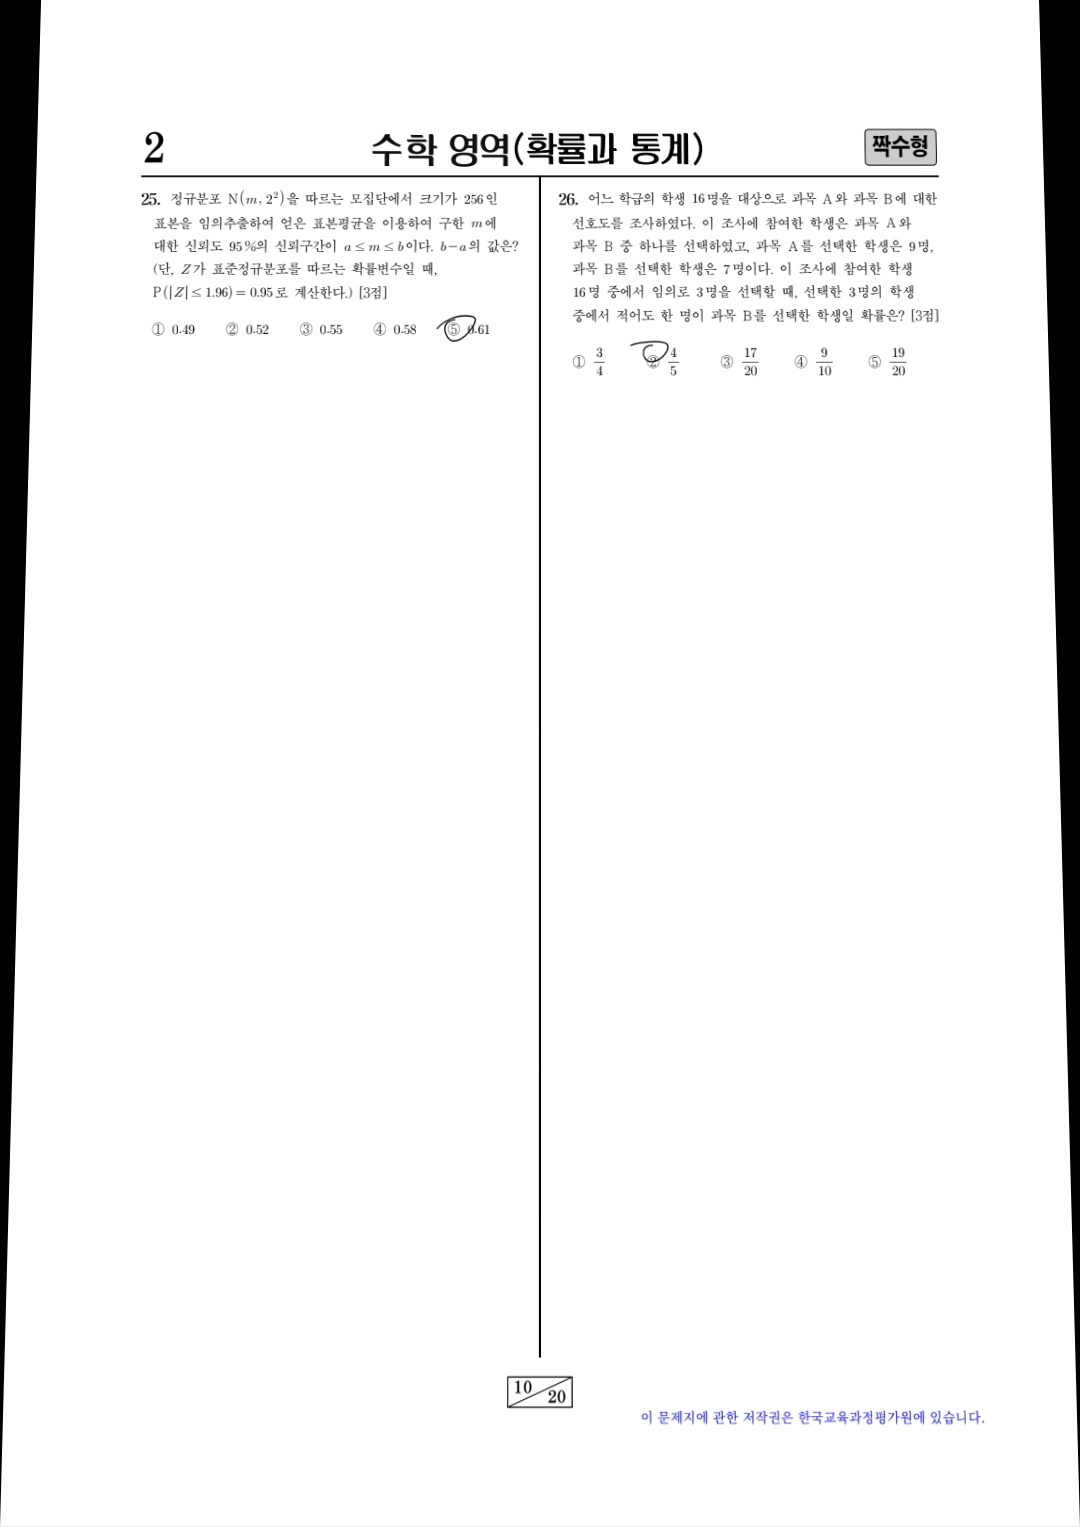 2
수학 영역(확률과 통계)
짝수형
25. 정규분포 N(m, 2²)을 따르는 모집단에서 크기가 256인
표본을 임의추출하여 얻은 표본평균을 이용하여 구한 m에
대한 신뢰도 95%의 신뢰구간이 a≤m≤b이다. b-a의 값은?
(단, Z가 표준정규분포를 따르는 확률변수일 때,
P(|Z|≤1.96)=0.95로 계산한다.) [3점]
① 0.49 ② 0.52 ③ 0.55 ④ 0.58 ⑤ 0.61
26. 어느 학급의 학생 16명을 대상으로 과목 A와 과목 B에 대한
선호도를 조사하였다. 이 조사에 참여한 학생은 과목 A와
과목 B 중 하나를 선택하였고, 과목 A를 선택한 학생은 9명,
과목 B를 선택한 학생은 7명이다. 이 조사에 참여한 학생
16명 중에서 임의로 3명을 선택할 때, 선택한 3명의 학생
중에서 적어도 한 명이 과목 B를 선택한 학생일 확률은? [3점]
① 3/4 ② 4/5 ③ 17/20 ④ 9/10 ⑤ 19/20
10/20
이 문제지에 관한 저작권은 한국교육과정평가원에 있습니다.